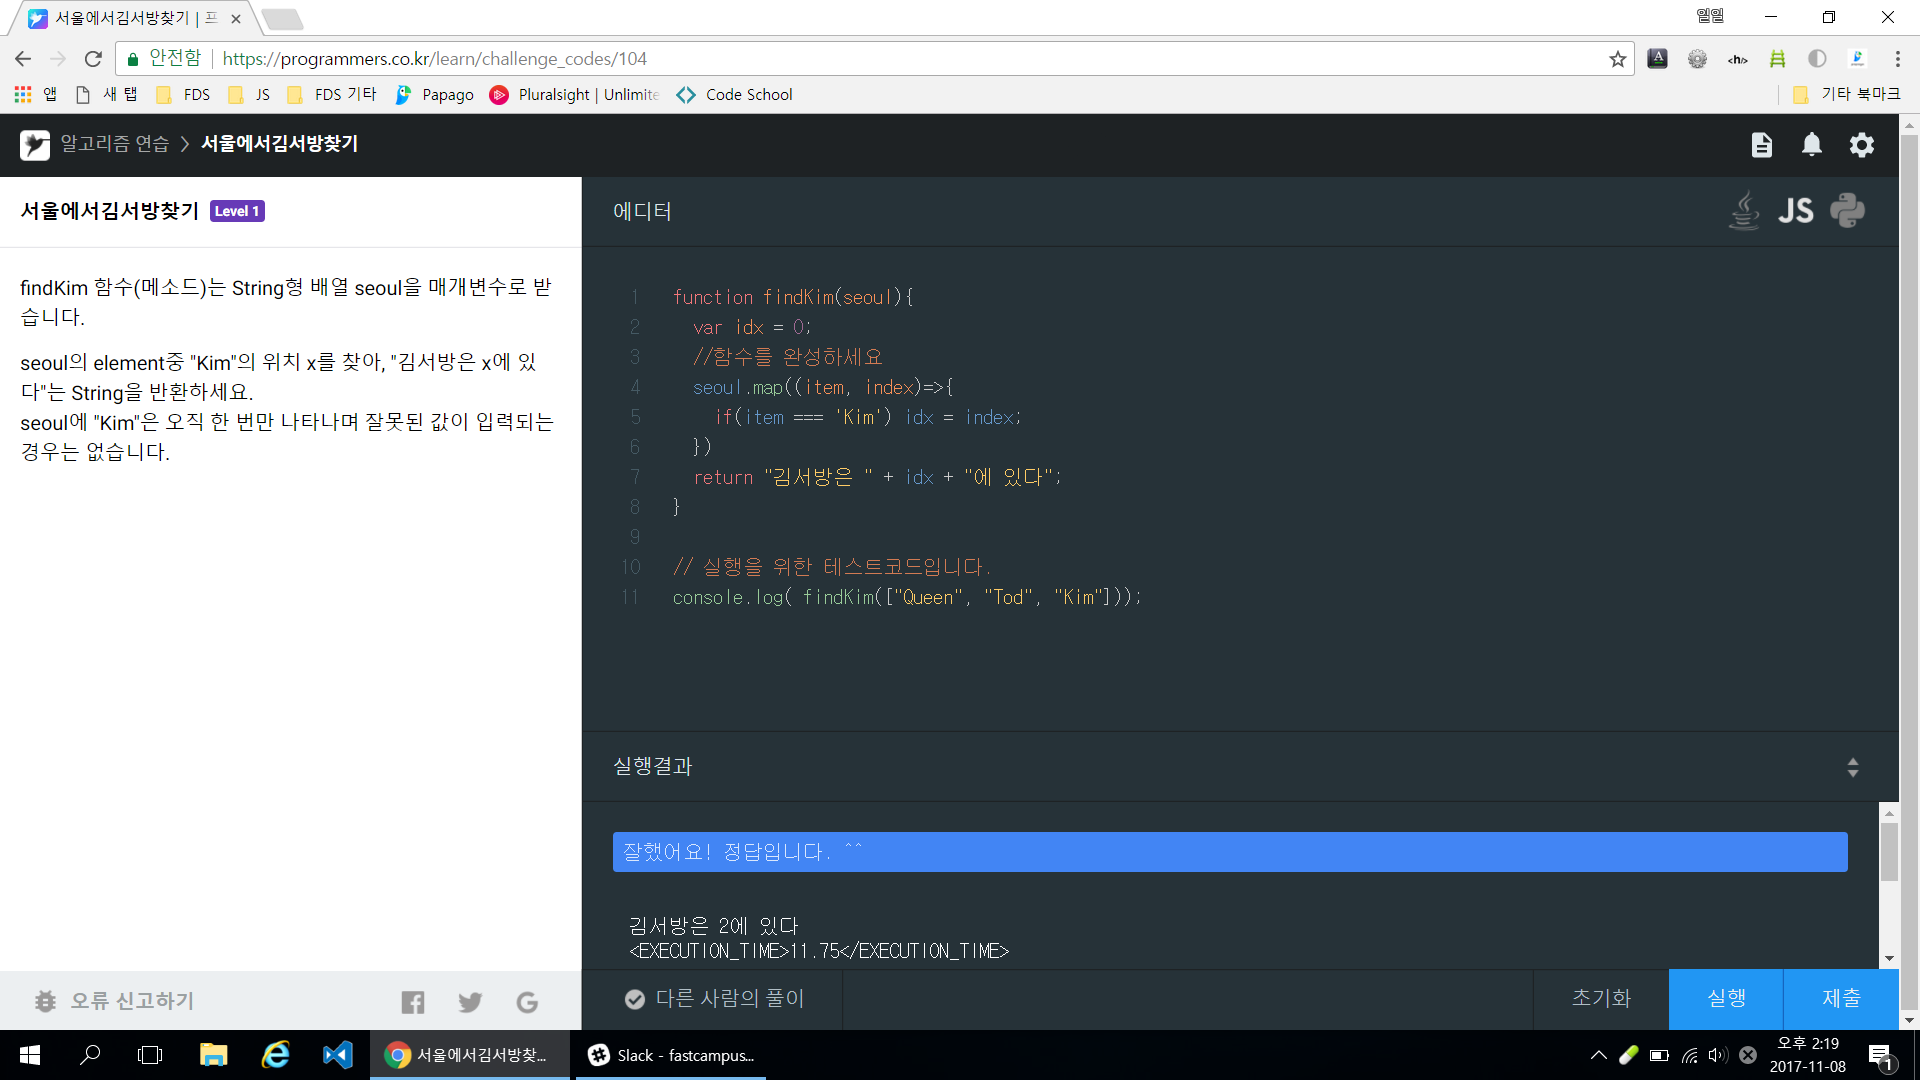 서울에서김서방찾기 | 프
열일
안전함 https://programmers.co.kr/learn/challenge_codes/104
앱 새 탭 FDS JS FDS 기타 Papago Pluralsight | Unlimite Code School 기타 북마크
알고리즘 연습 > 서울에서김서방찾기
서울에서김서방찾기 Level 1
findKim 함수(메소드)는 String형 배열 seoul을 매개변수로 받
습니다.
seoul의 element중 "Kim"의 위치 x를 찾아, "김서방은 x에 있
다"는 String을 반환하세요.
seoul에 "Kim"은 오직 한 번만 나타나며 잘못된 값이 입력되는
경우는 없습니다.
오류 신고하기
에디터
JS
1 function findKim(seoul){
2 var idx = 0;
3 //함수를 완성하세요
4 seoul.map((item, index)=>{
5 if(item === 'Kim') idx = index;
6 })
7 return "김서방은 " + idx + "에 있다";
8 }
9
10 // 실행을 위한 테스트코드입니다.
11 console.log( findKim(["Queen", "Tod", "Kim"]));
실행결과
잘했어요! 정답입니다. ^^
김서방은 2에 있다
<EXECUTION_TIME>11.75</EXECUTION_TIME>
다른 사람의 풀이 초기화 실행 제출
서울에서김서방찾... Slack - fastcampus...
오후 2:19
2017-11-08
1